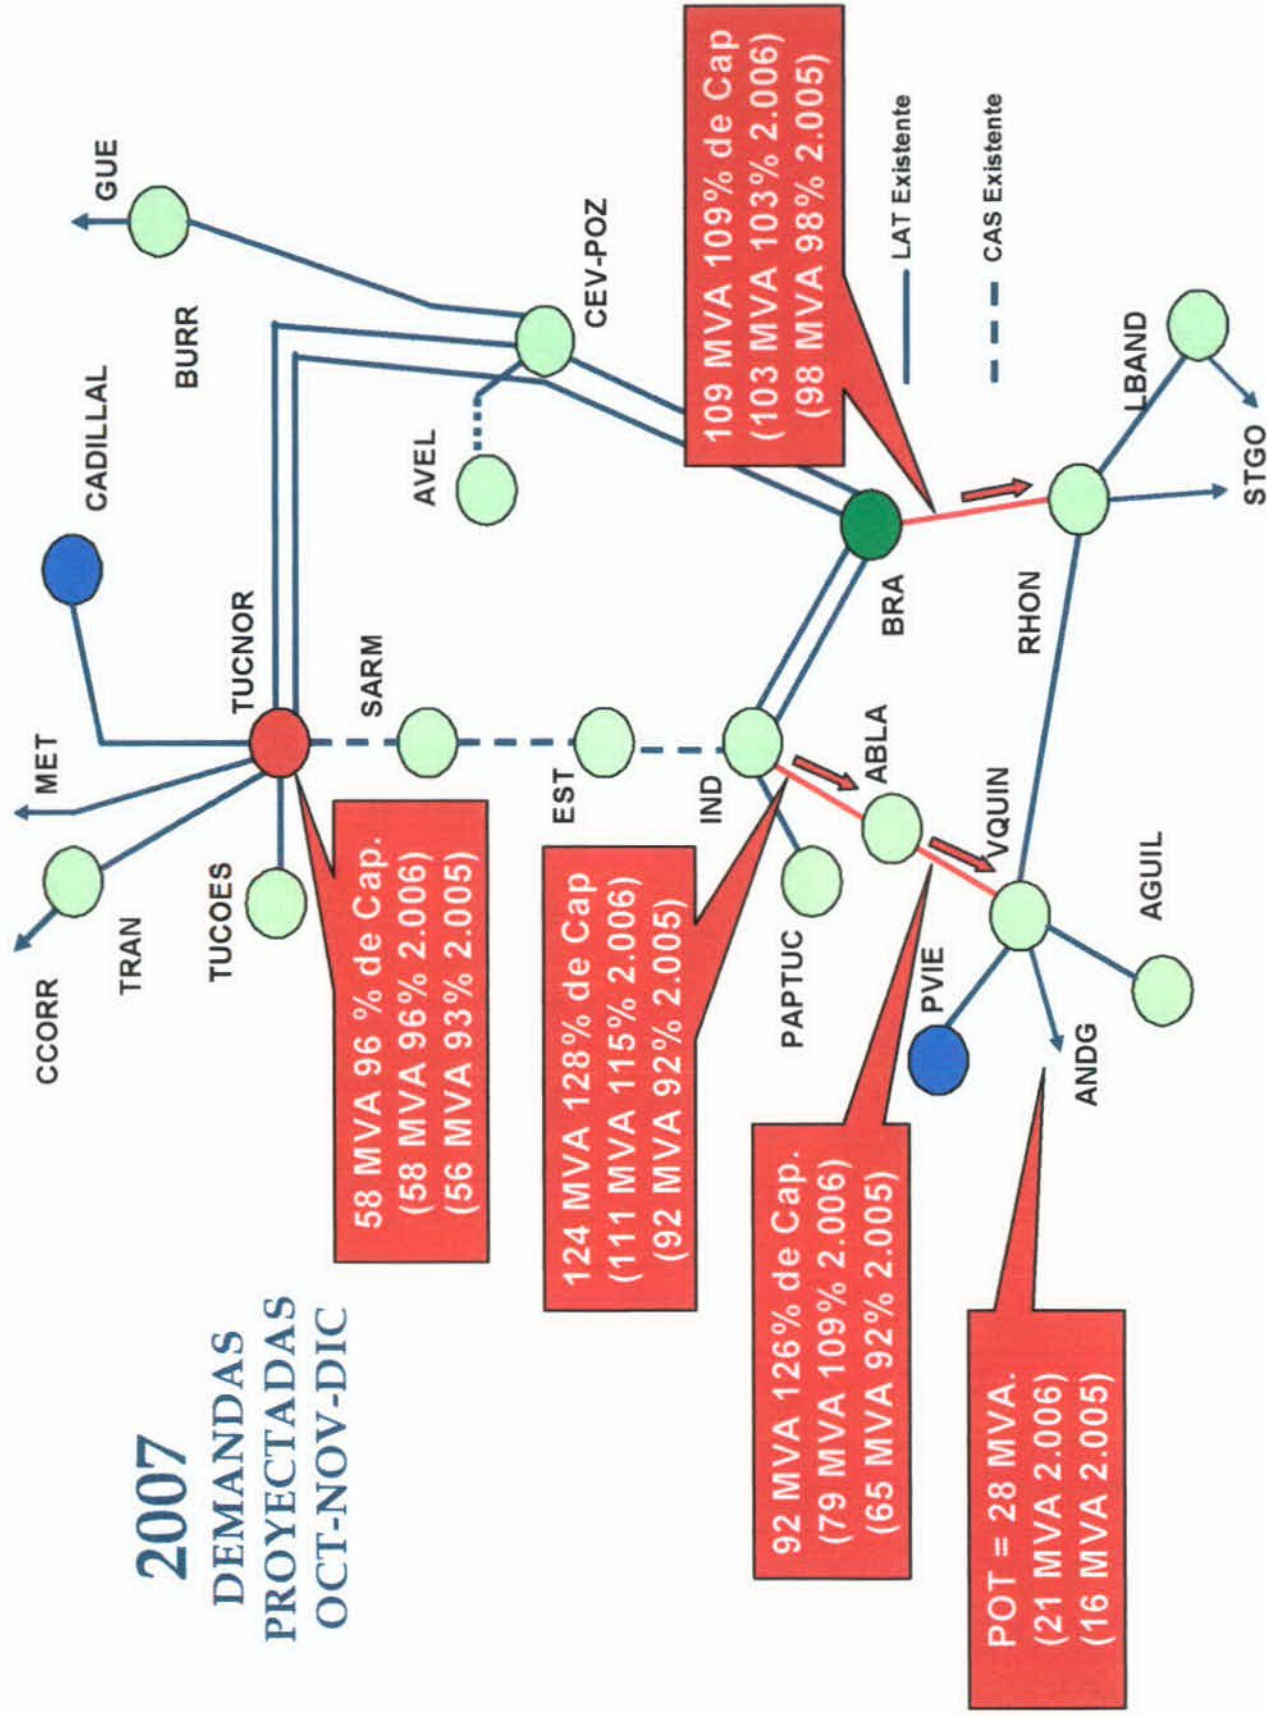 2007
DEMANDAS
PROYECTADAS
OCT-NOV-DIC
CCORR
MET
CADILLAL
GUE
TRAN
TUCNOR
BURR
TUCOES
SARM
AVEL
CEV-POZ
58 MVA 96 % de Cap.
(58 MVA 96% 2.006)
(56 MVA 93% 2.005)
EST
124 MVA 128% de Cap
(111 MVA 115% 2.006)
(92 MVA 92% 2.005)
IND
109 MVA 109% de Cap
(103 MVA 103% 2.006)
(98 MVA 98% 2.005)
PAPTUC
ABLA
BRA
LAT Existente
92 MVA 126% de Cap.
(79 MVA 109% 2.006)
(65 MVA 92% 2.005)
PVIE
VQUIN
RHON
CAS Existente
POT = 28 MVA.
(21 MVA 2.006)
(16 MVA 2.005)
ANDG
AGUIL
LBAND
STGO